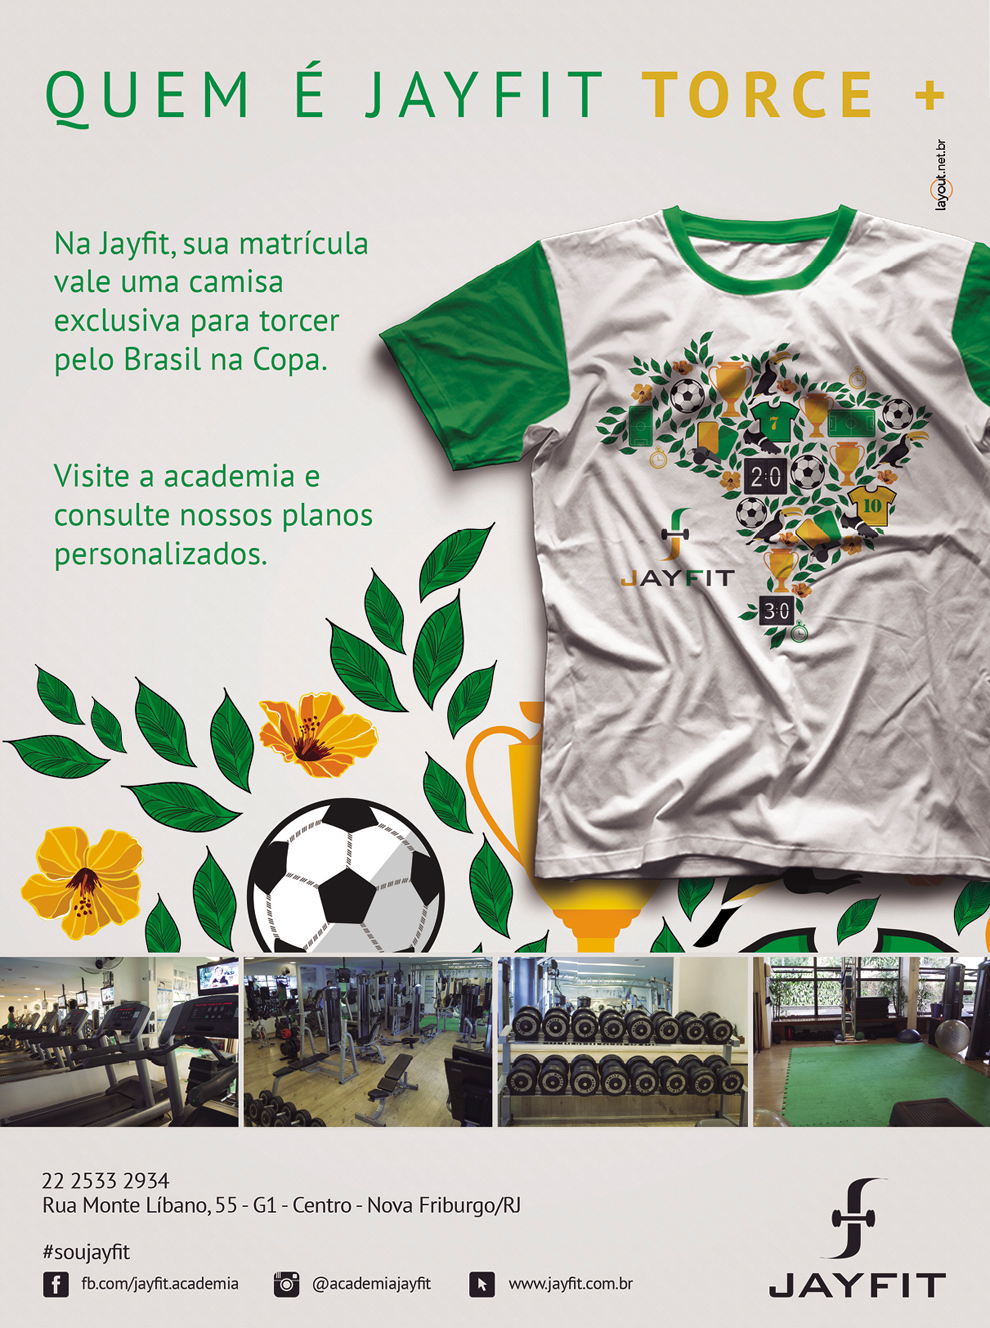 QUEM É JAYFIT TORCE +
layout.net.br
Na Jayfit, sua matrícula
vale uma camisa
exclusiva para torcer
pelo Brasil na Copa.
Visite a academia e
consulte nossos planos
personalizados.
7
2:0
10
JAYFIT
3:0
22 2533 2934
Rua Monte Líbano, 55 - G1 - Centro - Nova Friburgo/RJ
#soujayfit
fb.com/jayfit.academia
@academiajayfit
www.jayfit.com.br
JAYFIT